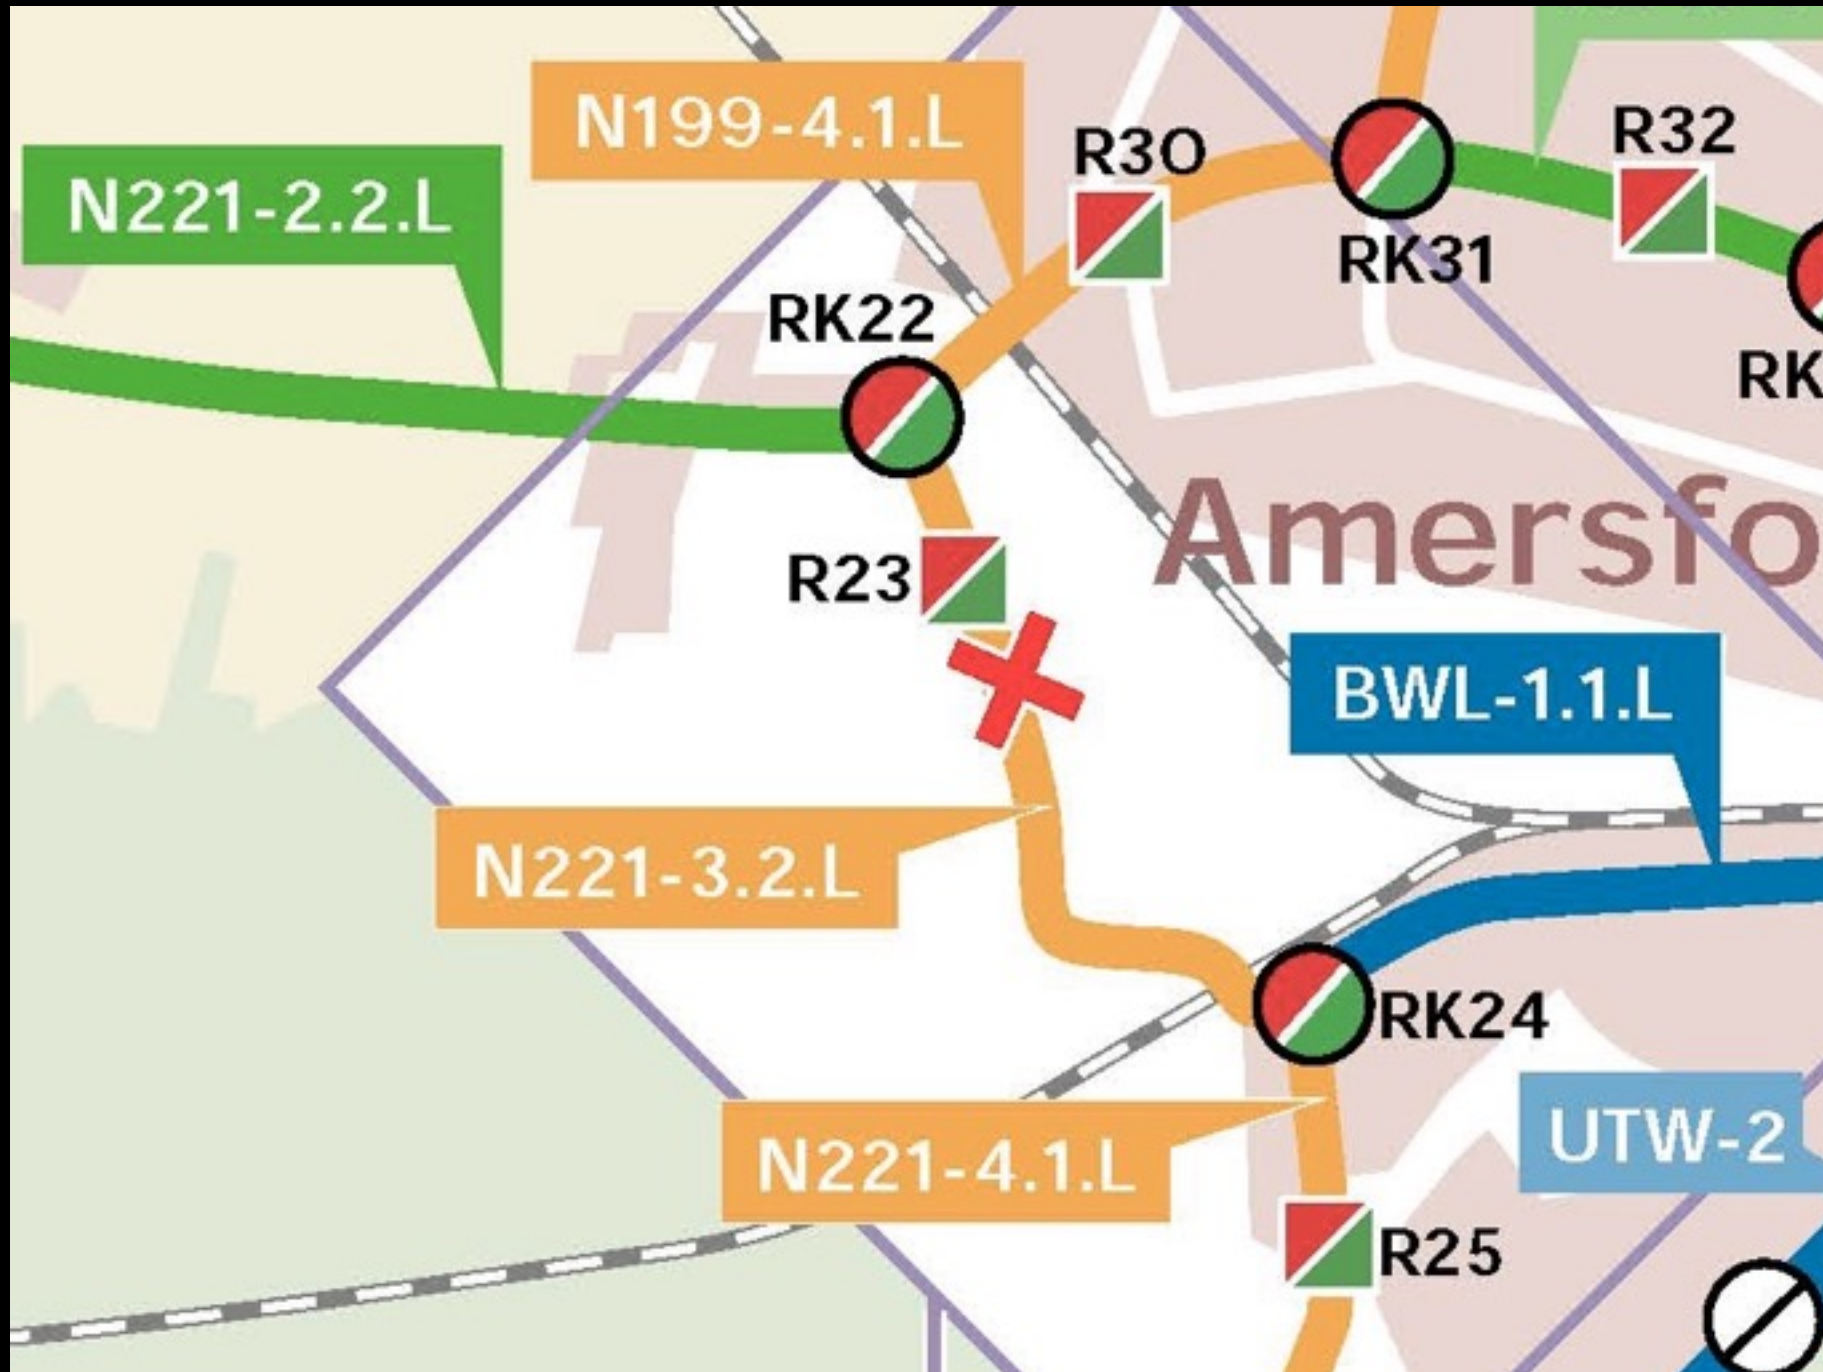 N199-4.1.L
R30
R32
N221-2.2.L
RK31
RK22
RK
Amersfo
R23
BWL-1.1.L
N221-3.2.L
RK24
UTW-2
N221-4.1.L
R25